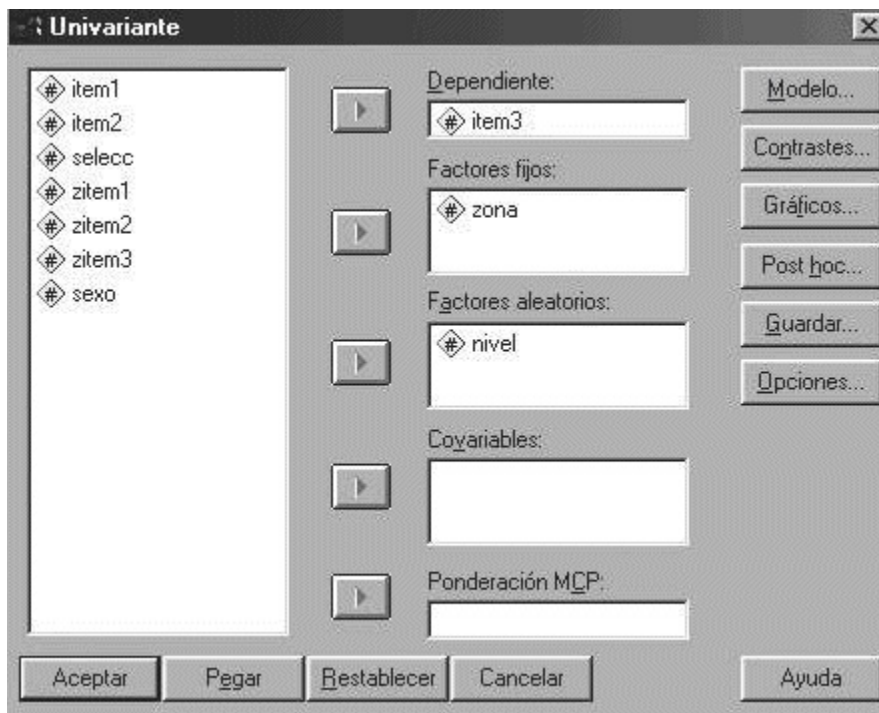 Univariante
item1
item2
selecc
zitem1
zitem2
zitem3
sexo
Dependiente:
item3
Factores fijos:
zona
Factores aleatorios:
nivel
Covariables:
Ponderación MCP:
Modelo...
Contrastes...
Gráficos...
Post hoc...
Guardar...
Opciones...
Aceptar
Pegar
Restablecer
Cancelar
Ayuda